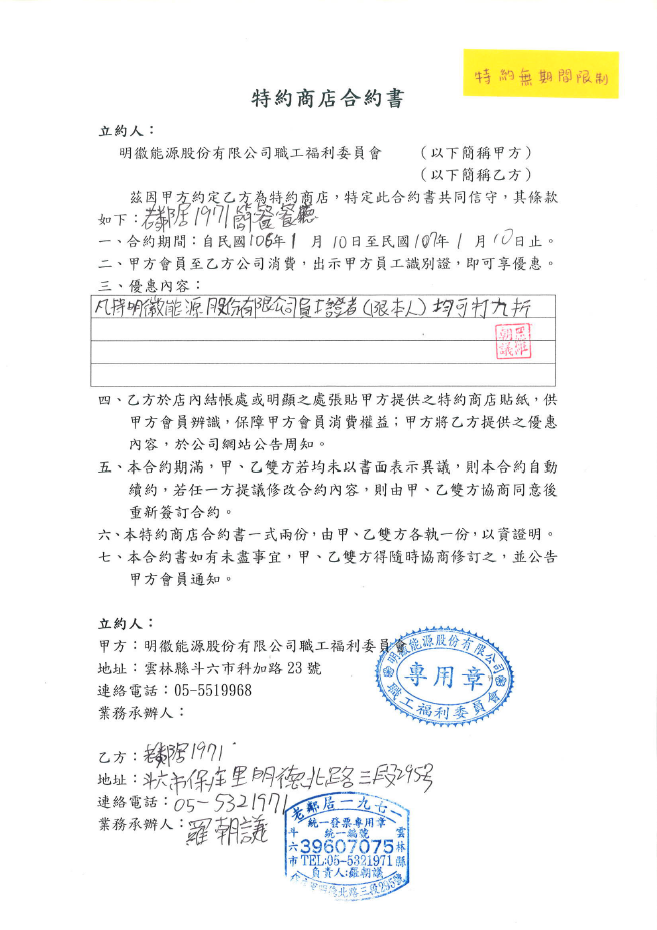 特約無期間限制
特約商店合約書
立約人：
明徽能源股份有限公司職工福利委員會 （以下簡稱甲方）
（以下簡稱乙方）
茲因甲方約定乙方為特約商店，特定此合約書共同信守，其條款
如下：老鄰居1971簡餐餐廳
一、合約期間：自民國106年1月10日至民國107年1月10日止。
二、甲方會員至乙方公司消費，出示甲方員工識別證，即可享優惠。
三、優惠內容：
凡持明徽能源股份有限公司員工證者(限本人)均可打九折
羅朝議
四、乙方於店內結帳處或明顯之處張貼甲方提供之特約商店貼紙，供
甲方會員辨識，保障甲方會員消費權益；甲方將乙方提供之優惠
內容，於公司網站公告周知。
五、本合約期滿，甲、乙雙方若均未以書面表示異議，則本合約自動
續約，若任一方提議修改合約內容，則由甲、乙雙方協商同意後
重新簽訂合約。
六、本特約商店合約書一式兩份，由甲、乙雙方各執一份，以資證明。
七、本合約書如有未盡事宜，甲、乙雙方得隨時協商修訂之，並公告
甲方會員通知。
立約人：
甲方：明徽能源股份有限公司職工福利委員會
地址：雲林縣斗六市科加路23號
連絡電話：05-5519968
業務承辦人：
明徽能源股份有限公司
專用章
職工福利委員會
乙方：老鄰居1971
地址：斗六市保庄里明德北路三段295號
連絡電話：05-5321971
業務承辦人：羅朝議
老鄰居一九七一
統一發票專用章
統一編號
39607075
TEL:05-5321971
負責人:羅朝議
雲林縣
斗六市
明德北路三段295號